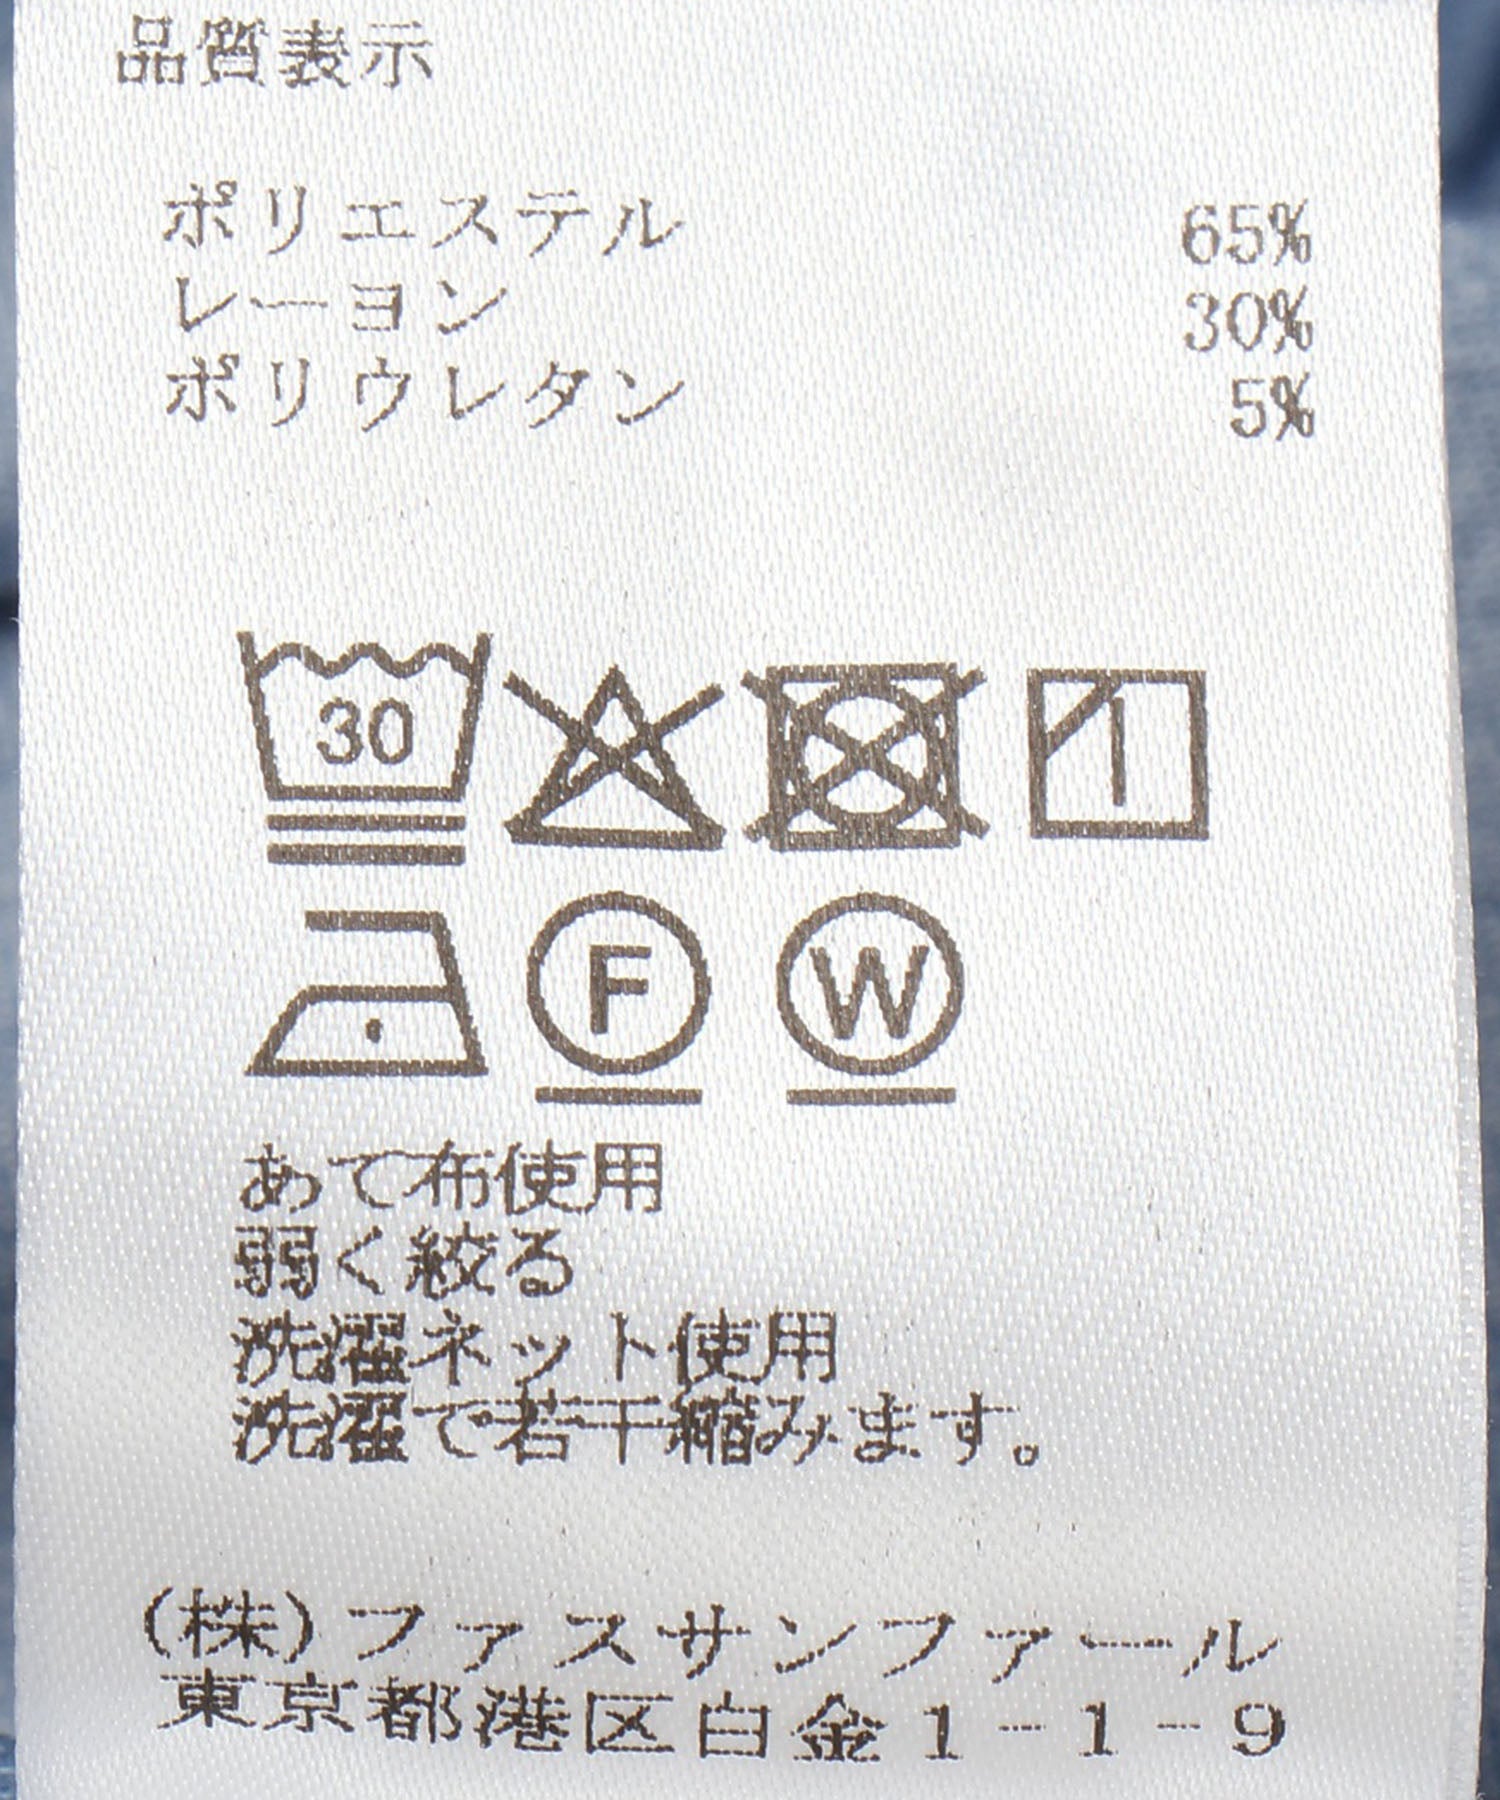 品質表示
ポリエステル 65%
レーヨン 30%
ポリウレタン 5%
30
F W
あて布使用
弱く絞る
洗濯ネット使用
洗濯で若干縮みます。
(株)ファスサンファール
東京都港区白金1-1-9